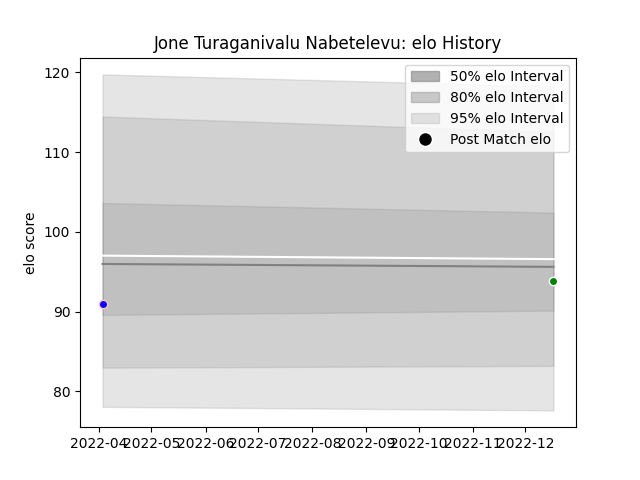 Jone Turaganivalu Nabetelevu: elo History
50% elo Interval
80% elo Interval
95% elo Interval
Post Match elo
elo score
120
110
100
90
80
2022-04 2022-05 2022-06 2022-07 2022-08 2022-09 2022-10 2022-11 2022-12